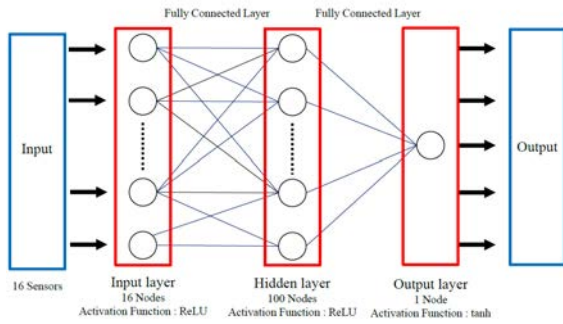 Fully Connected Layer
Fully Connected Layer
Input
Output
16 Sensors
Input layer
16 Nodes
Activation Function : ReLU
Hidden layer
100 Nodes
Activation Function : ReLU
Output layer
1 Node
Activation Function : tanh